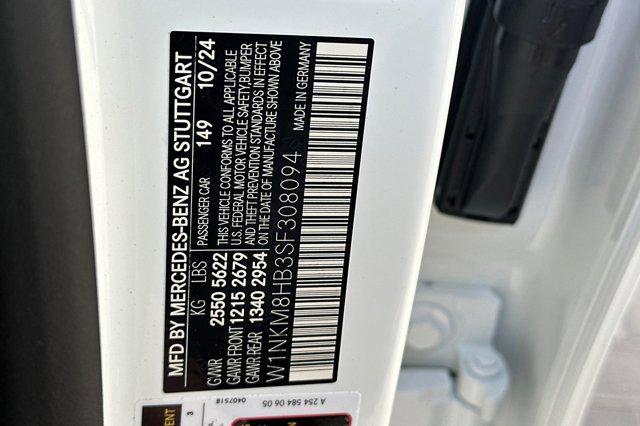 MFD BY MERCEDES-BENZ AG STUTTGART
KG LBS PASSENGER CAR 149 10/24
GVWR 2550 5622 THIS VEHICLE CONFORMS TO ALL APPLICABLE
GAWR FRONT 1215 2679 U.S. FEDERAL MOTOR VEHICLE SAFETY, BUMPER
GAWR REAR 1340 2954 AND THEFT PREVENTION STANDARDS IN EFFECT
ON THE DATE OF MANUFACTURE SHOWN ABOVE
W1NKM8HB3SF308094 MADE IN GERMANY
A 254 584 06 05
0407518
3